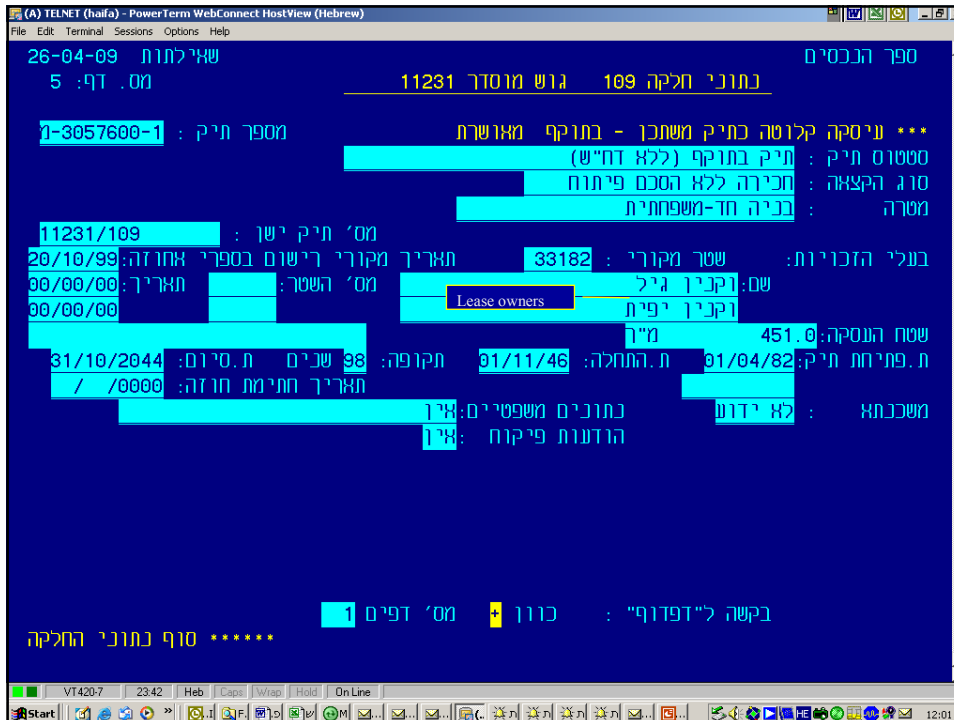 (A) TELNET (haifa) - PowerTerm WebConnect HostView (Hebrew)
File Edit Terminal Sessions Options Help
ספר הנכסים שאילתות 26-04-09
נתוני חלקה 109 גוש מוסדר 11231 מס. דף: 5
*** עיסקה קלוטה כתיק משתכן - בתוקף מאושרת מספר תיק : 3057600-1-מ
סטטוס תיק : תיק בתוקף (ללא דח"ש)
סוג הקצאה : חכירה ללא הסכם פיתוח
מטרה : בניה חד-משפחתית
מס' תיק ישן : 11231/109
בעלי הזכויות: שטר מקורי : 33182 תאריך מקורי רישום בספרי אחוזה: 20/10/99
שם: וקנין גיל מס' השטר: תאריך: 00/00/00
Lease owners
וקנין יפית 00/00/00
שטח העסקה: 451.0 מ"ר
ת.פתיחת תיק: 01/04/82 ת.התחלה: 01/11/46 תקופה: 98 שנים ת.סיום: 31/10/2044
תאריך חתימת חוזה: 0000/ /
משכנתא : לא ידוע נתונים משפטיים: אין
הודעות פיקוח : אין
בקשה ל"דפדוף" : כוון + מס' דפים 1
****** סוף נתוני החלקה
VT420-7 23:42 Heb Caps Wrap Hold On Line
Start 12:01